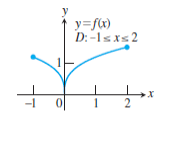 y
y=f(x)
D: –1 ≤ x ≤ 2
1
x
–1 0 1 2